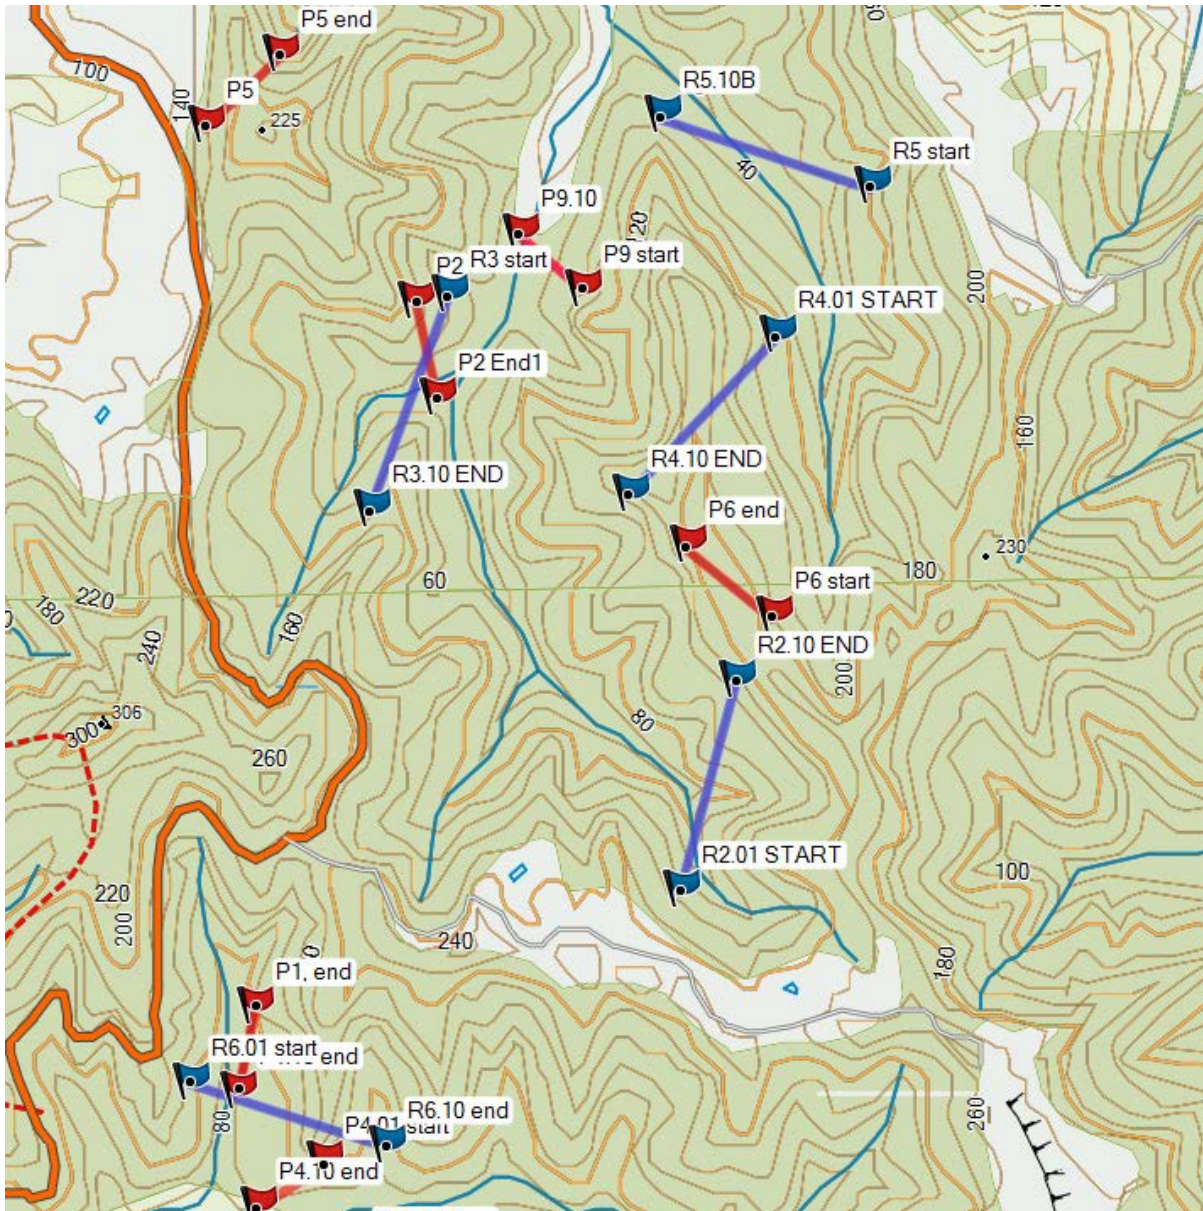 P5 end
100
P5
140
225
R5.10B
40
R5 start
P9.10
R3 start
P2
P9 start
200
R4.01 START
P2 End1
160
R4.10 END
R3.10 END
P6 end
230
60
P6 start
180
220
180
240
160
R2.10 END
200
306
300
80
260
R2.01 START
100
220
200
240
180
P1, end
R6.01 start
end
R6.10 end
P4.01 start
80
260
P4.10 end